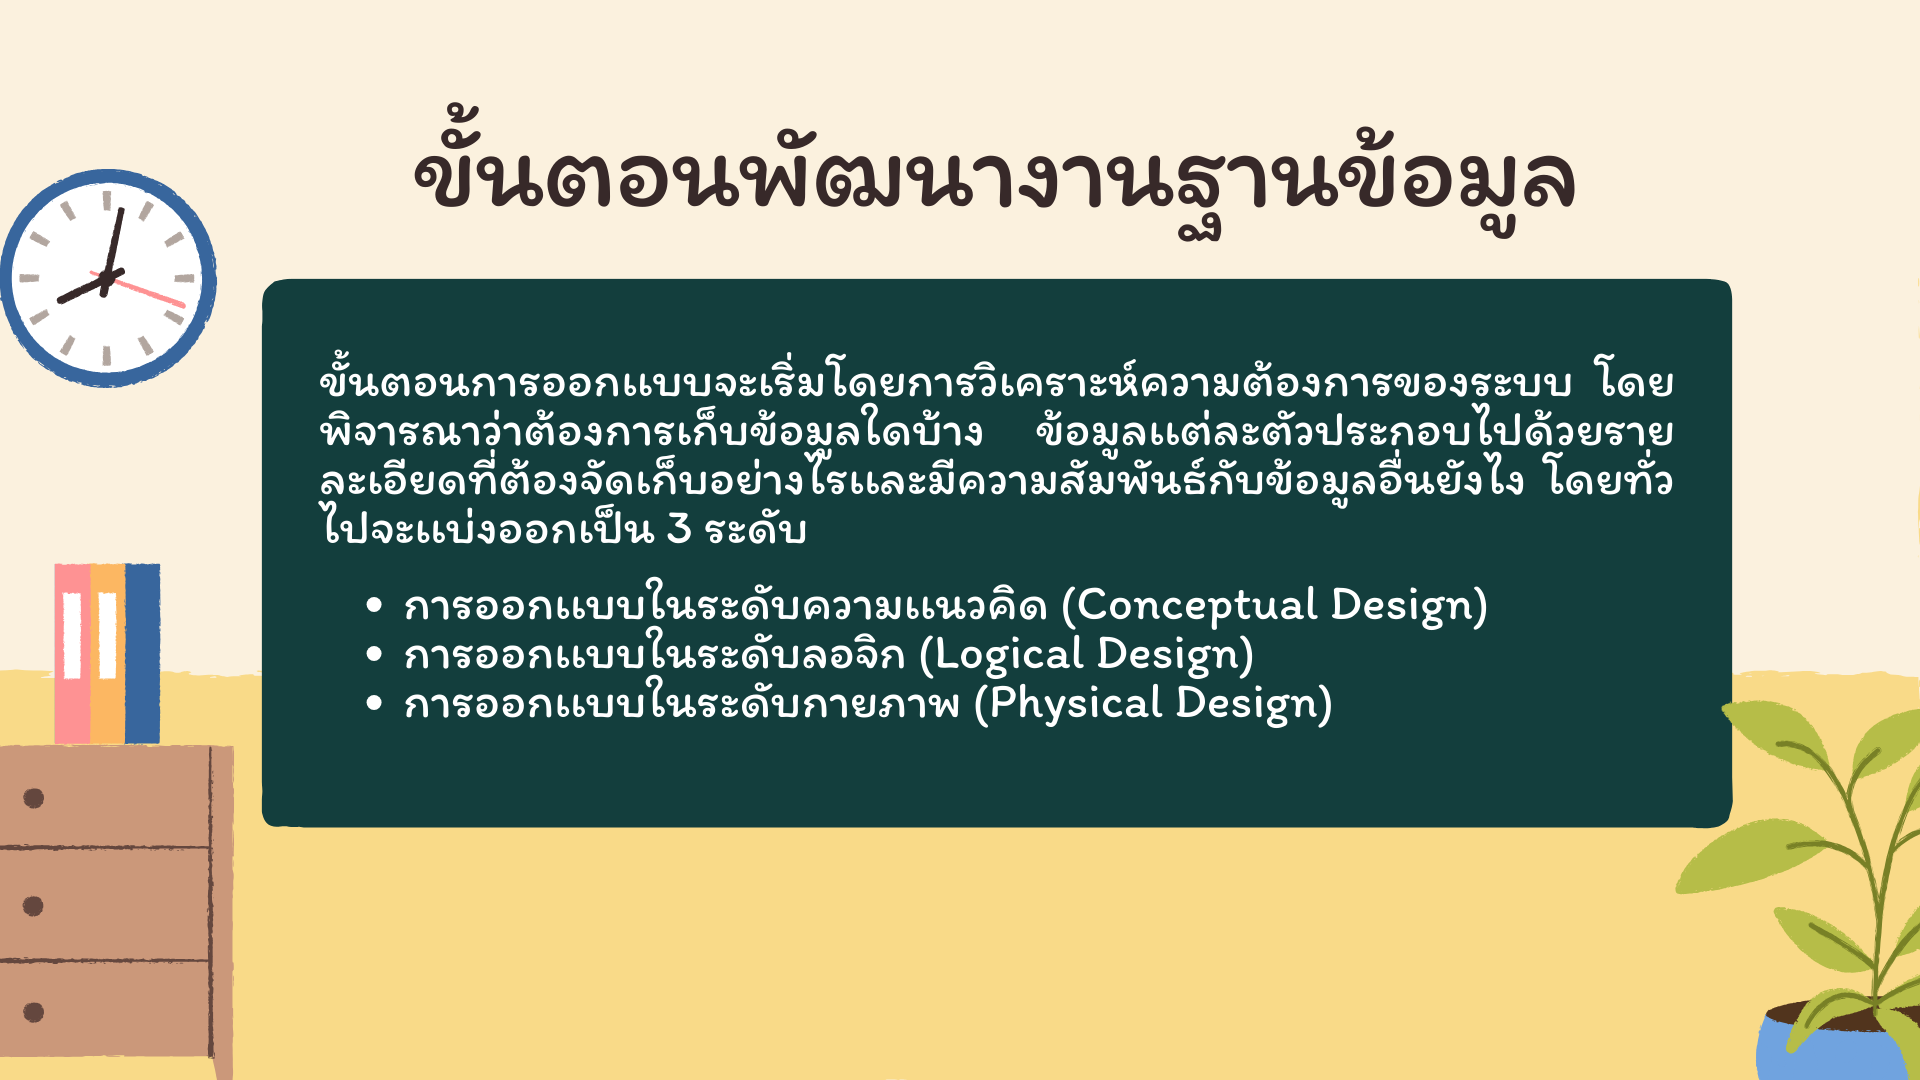 ขั้นตอนพัฒนางานฐานข้อมูล
ขั้นตอนการออกแบบจะเริ่มโดยการวิเคราะห์ความต้องการของระบบ โดย
พิจารณาว่าต้องการเก็บข้อมูลใดบ้าง ข้อมูลแต่ละตัวประกอบไปด้วยราย
ละเอียดที่ต้องจัดเก็บอย่างไรและมีความสัมพันธ์กับข้อมูลอื่นยังไง โดยทั่ว
ไปจะแบ่งออกเป็น 3 ระดับ
• การออกแบบในระดับความแนวคิด (Conceptual Design)
• การออกแบบในระดับลอจิก (Logical Design)
• การออกแบบในระดับกายภาพ (Physical Design)